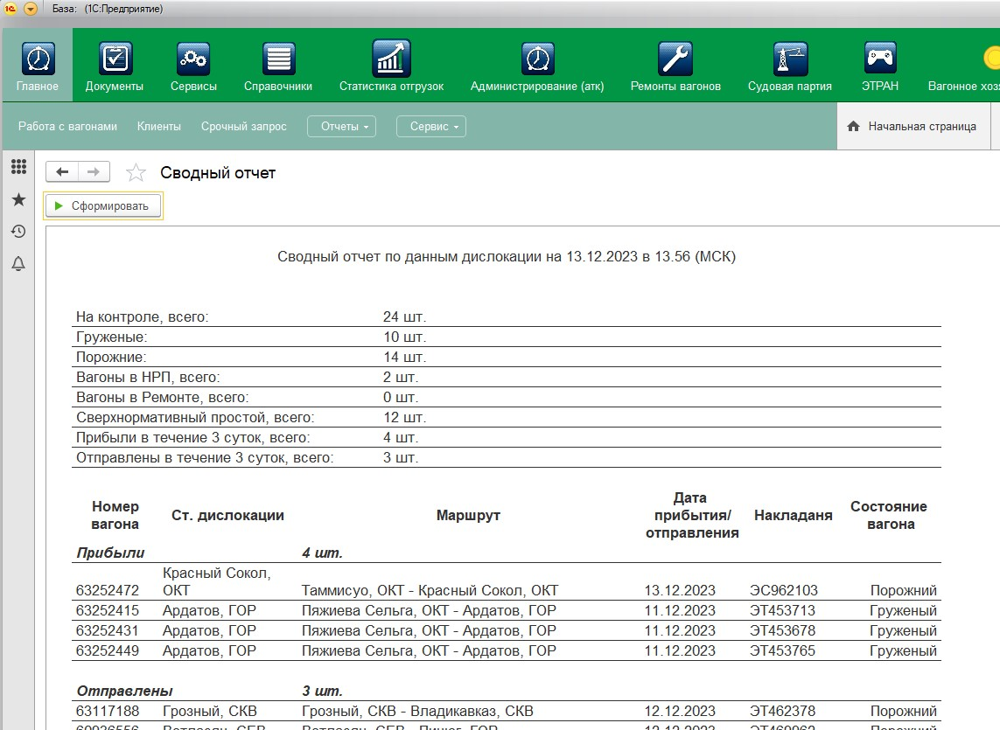 База: (1С:Предприятие)
Главное Документы Сервисы Справочники Статистика отгрузок Администрирование (атк) Ремонты вагонов Судовая партия ЭТРАН Вагонное хоз
Работа с вагонами Клиенты Срочный запрос Отчеты Сервис Начальная страница
Сводный отчет
Сформировать
Сводный отчет по данным дислокации на 13.12.2023 в 13.56 (МСК)
На контроле, всего: 24 шт.
Груженые: 10 шт.
Порожние: 14 шт.
Вагоны в НРП, всего: 2 шт.
Вагоны в Ремонте, всего: 0 шт.
Сверхнормативный простой, всего: 12 шт.
Прибыли в течение 3 суток, всего: 4 шт.
Отправлены в течение 3 суток, всего: 3 шт.
Номер вагона Ст. дислокации Маршрут Дата прибытия/ отправления Накладаня Состояние вагона
Прибыли 4 шт.
63252472 Красный Сокол, ОКТ Таммисуо, ОКТ - Красный Сокол, ОКТ 13.12.2023 ЭС962103 Порожний
63252415 Ардатов, ГОР Пяжиева Сельга, ОКТ - Ардатов, ГОР 11.12.2023 ЭТ453713 Груженый
63252431 Ардатов, ГОР Пяжиева Сельга, ОКТ - Ардатов, ГОР 11.12.2023 ЭТ453678 Груженый
63252449 Ардатов, ГОР Пяжиева Сельга, ОКТ - Ардатов, ГОР 11.12.2023 ЭТ453765 Груженый
Отправлены 3 шт.
63117188 Грозный, СКВ Грозный, СКВ - Владикавказ, СКВ 12.12.2023 ЭТ462378 Порожний